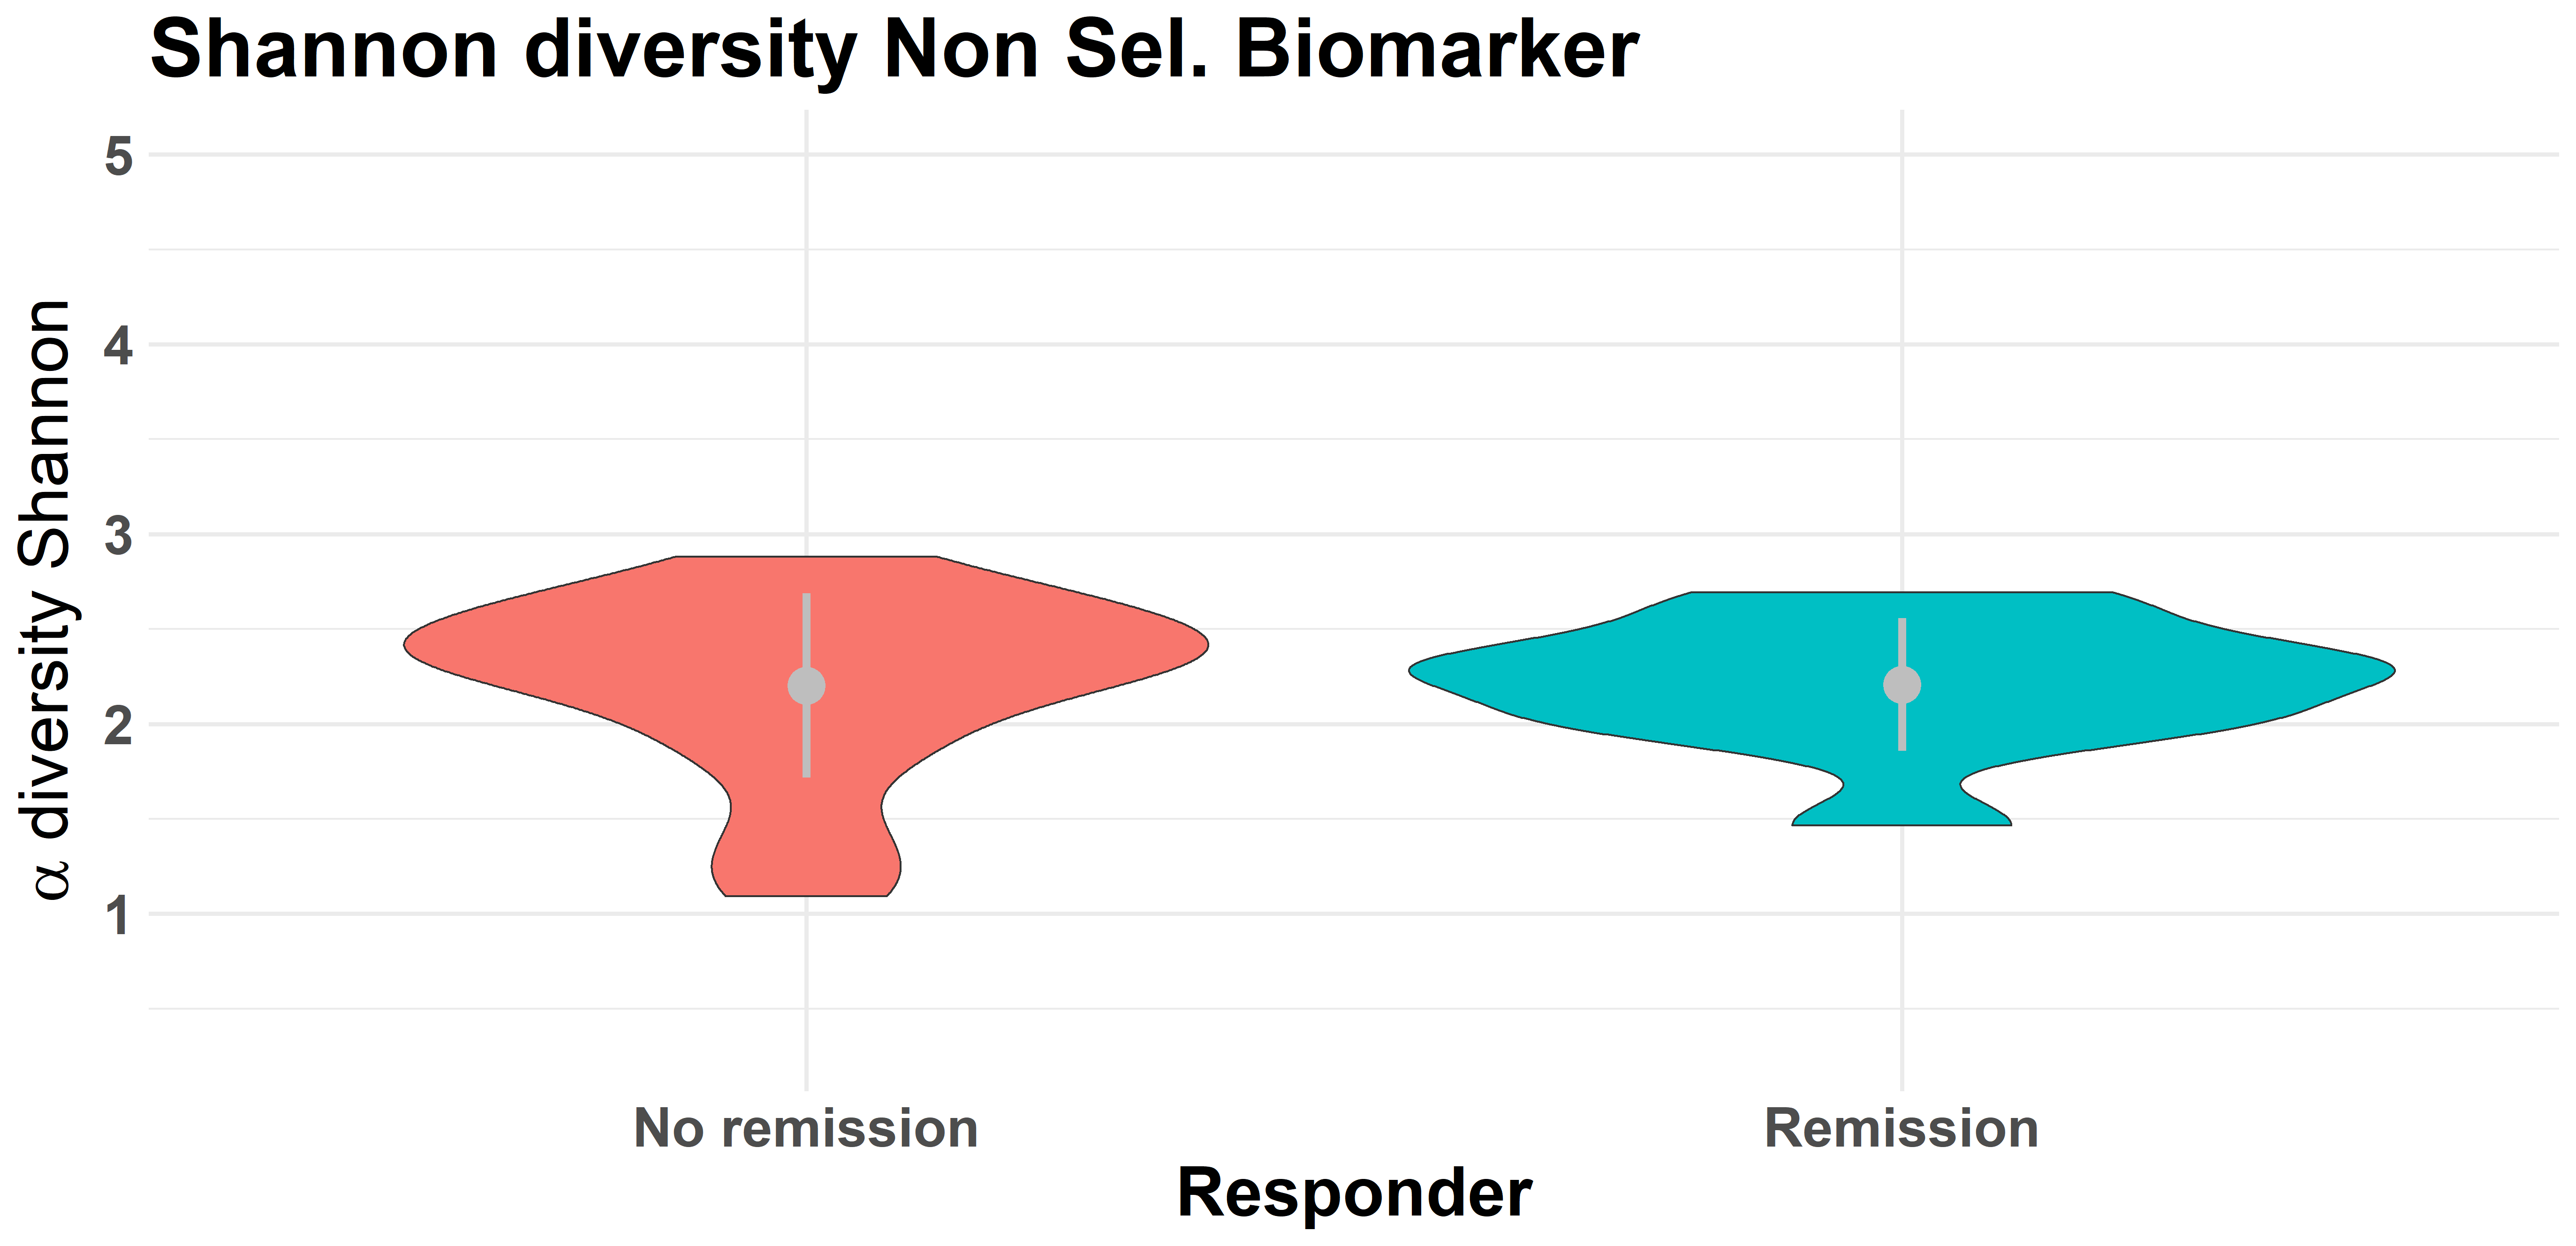 Shannon diversity Non Sel. Biomarker
α diversity Shannon
5
4
3
2
1
No remission
Remission
Responder